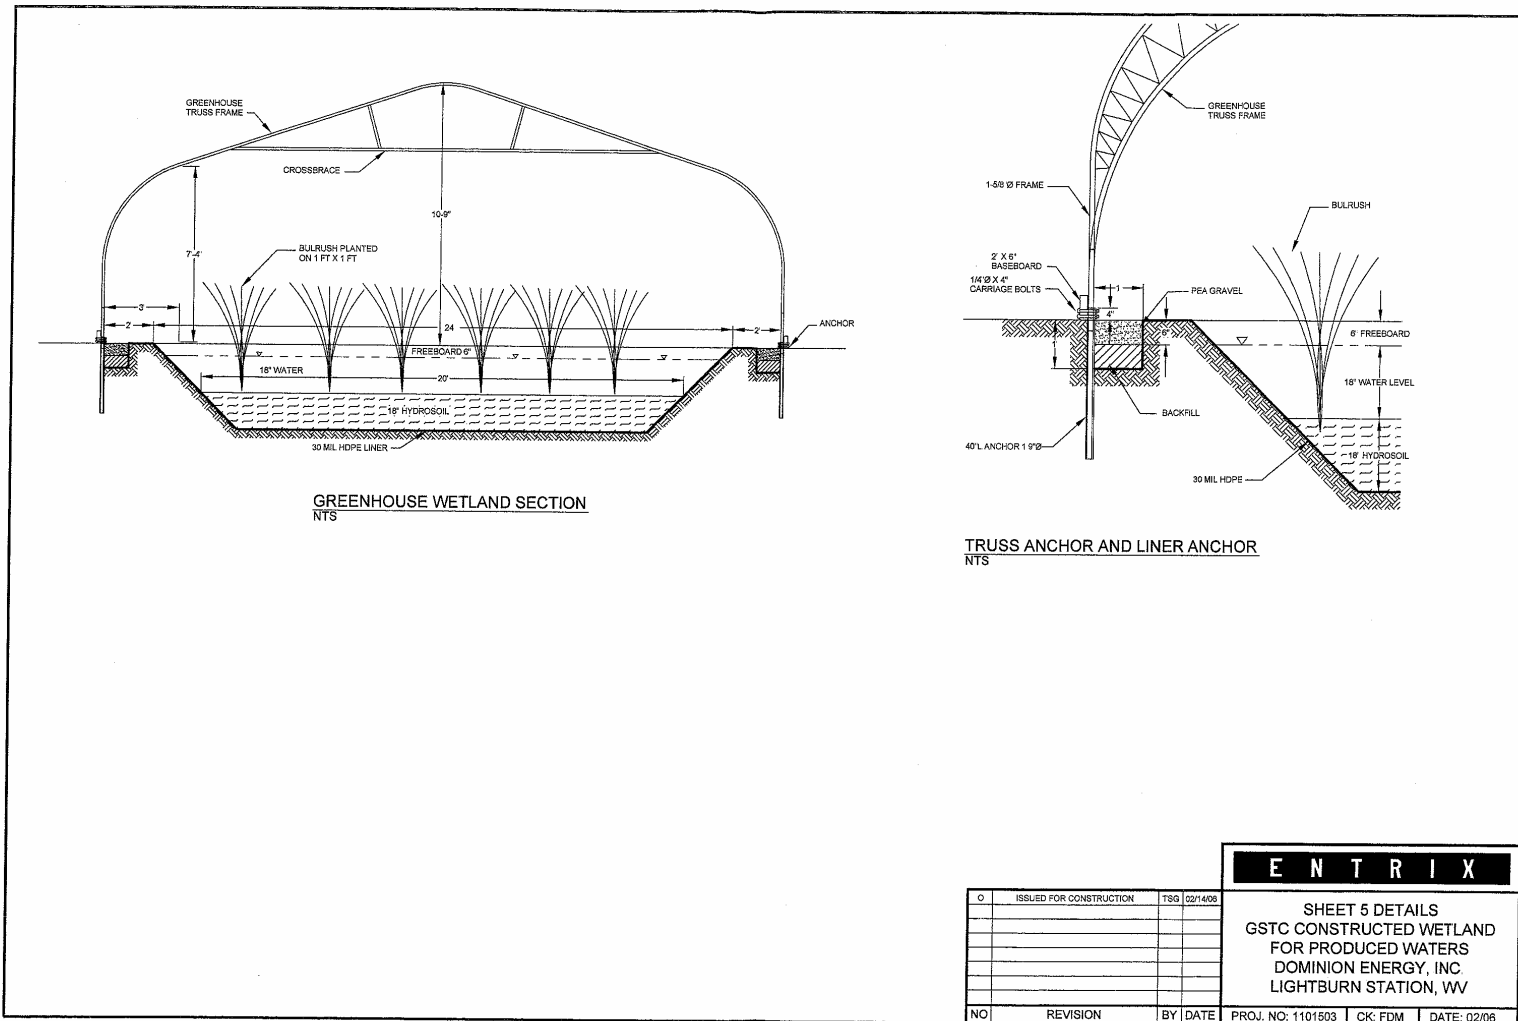 GREENHOUSE
TRUSS FRAME
CROSSBRACE
10-9"
7'-4"
BULRUSH PLANTED
ON 1 FT X 1 FT
3'
2'
24
2'
ANCHOR
FREEBOARD 6"
18" WATER
20'
18" HYDROSOIL
30 MIL HDPE LINER
GREENHOUSE WETLAND SECTION
NTS
GREENHOUSE
TRUSS FRAME
1-5/8 Ø FRAME
BULRUSH
2' X 6"
BASEBOARD
1/4'Ø X 4"
CARRIAGE BOLTS
1
PEA GRAVEL
4"
6"
6' FREEBOARD
18" WATER LEVEL
BACKFILL
40"L ANCHOR 1 9"Ø
18' HYDROSOIL
30 MIL HDPE
TRUSS ANCHOR AND LINER ANCHOR
NTS
ENTRIX
O ISSUED FOR CONSTRUCTION TSG 02/14/06
NO REVISION BY DATE
SHEET 5 DETAILS
GSTC CONSTRUCTED WETLAND
FOR PRODUCED WATERS
DOMINION ENERGY, INC.
LIGHTBURN STATION, WV
PROJ. NO: 1101503 CK: FDM DATE: 02/06